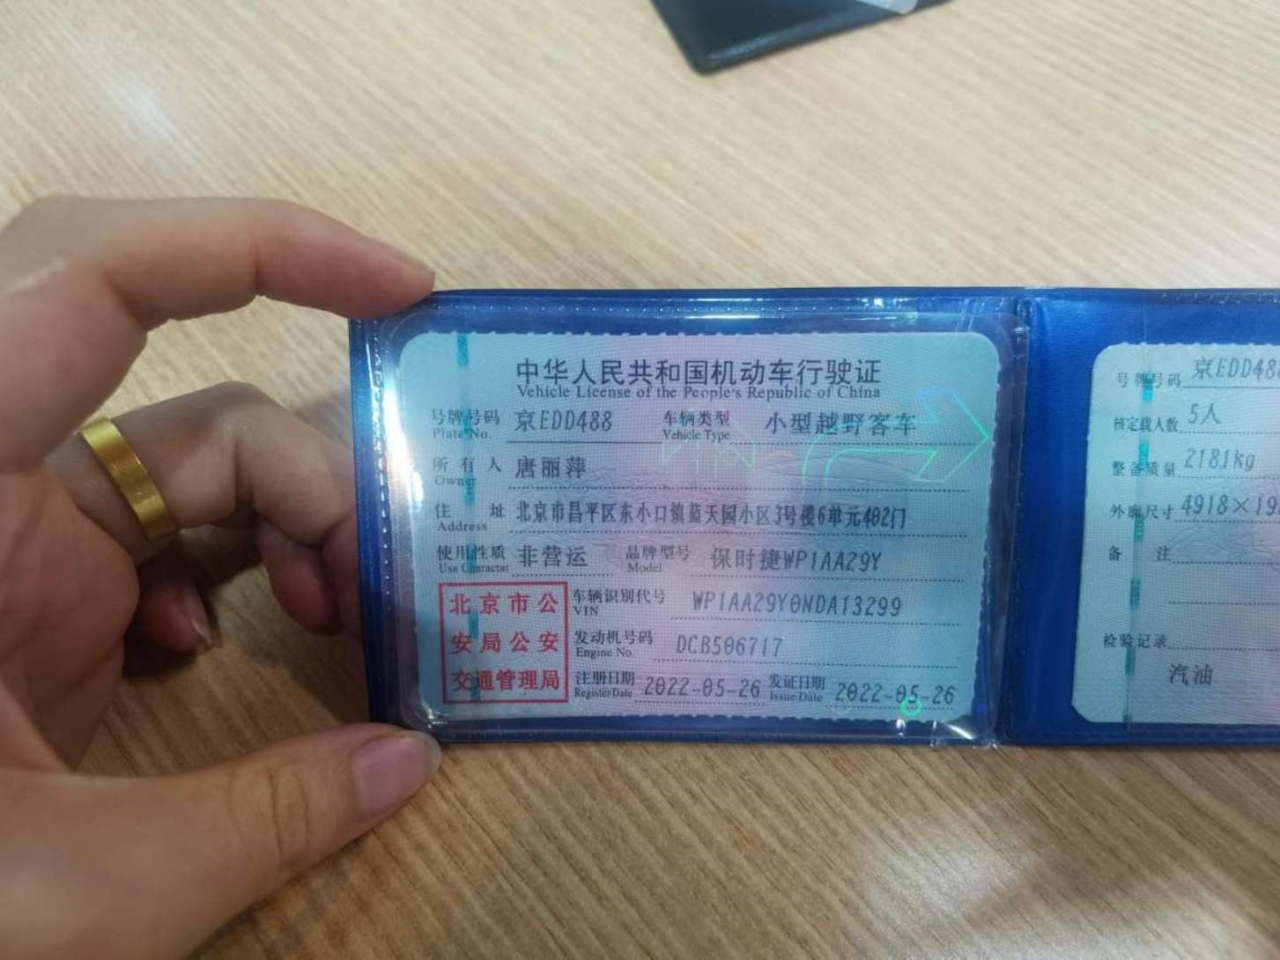 中华人民共和国机动车行驶证
Vehicle License of the People's Republic of China
号牌号码 京EDD488 车辆类型 小型越野客车
Plate No. Vehicle Type
所有人 唐丽萍
Owner
住址 北京市昌平区东小口镇蓝天园小区3号楼6单元402门
Address
使用性质 非营运 品牌型号 保时捷WP1AA29Y
Use Character Model
北京市公
安局公安
交通管理局
车辆识别代号 WP1AA29Y0NDA13299
VIN
发动机号码 DCB506717
Engine No.
注册日期 2022-05-26 发证日期 2022-05-26
Register Date Issue Date
号牌号码 京EDD48
核定载人数 5人
整备质量 2181kg
外廓尺寸 4918×19
备注
检验记录
汽油